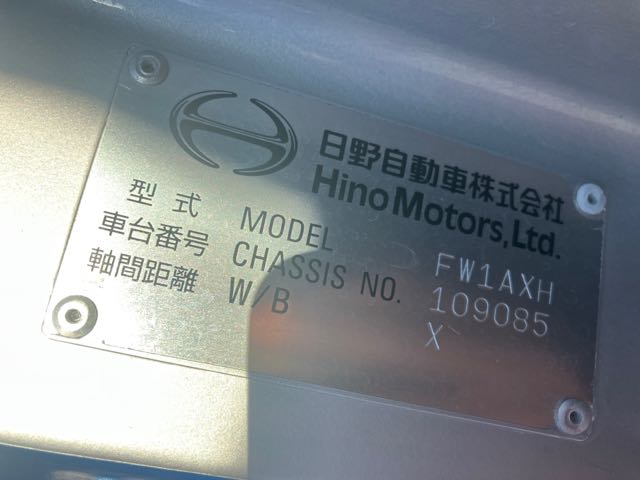 日野自動車株式会社
Hino Motors, Ltd.
型式 MODEL FW1AXH
車台番号 CHASSIS NO. 109085
軸間距離 W/B X